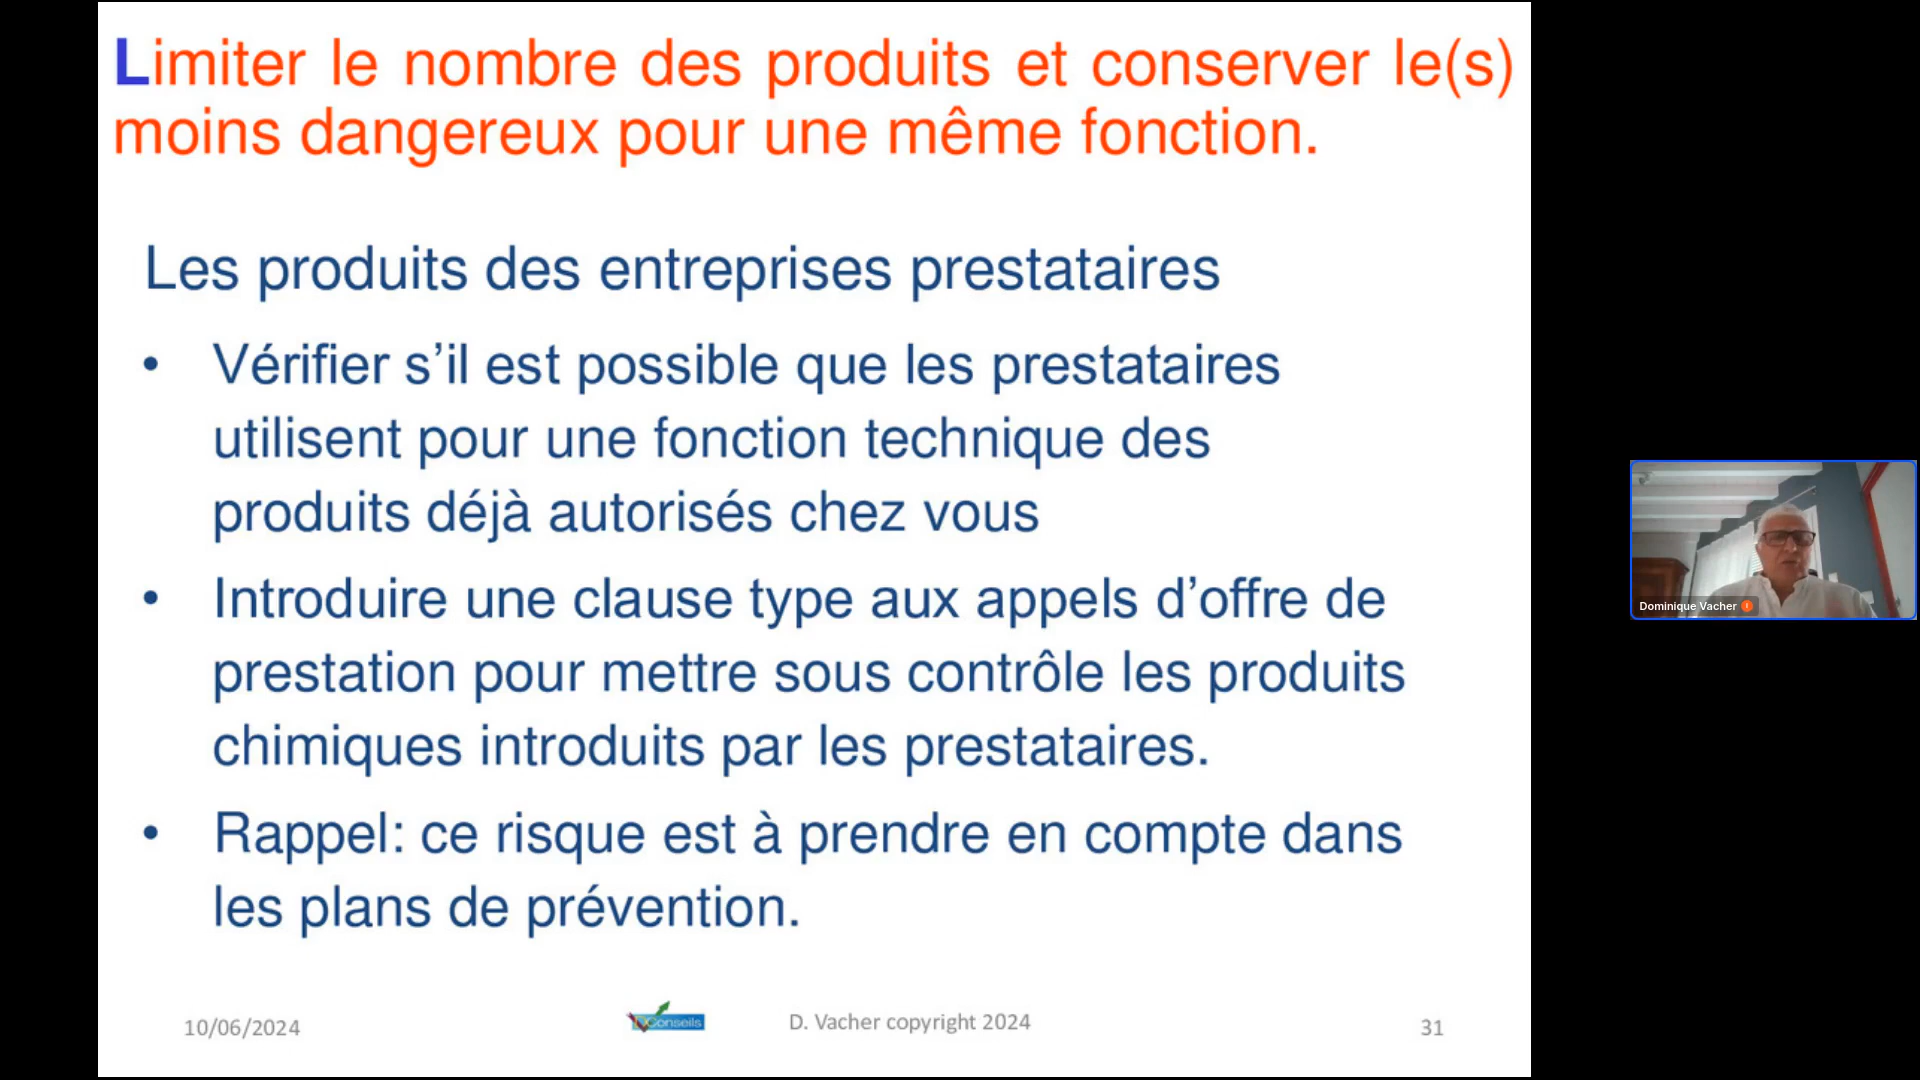 Limiter le nombre des produits et conserver le(s)
moins dangereux pour une même fonction.
Les produits des entreprises prestataires
• Vérifier s’il est possible que les prestataires
utilisent pour une fonction technique des
produits déjà autorisés chez vous
• Introduire une clause type aux appels d’offre de
prestation pour mettre sous contrôle les produits
chimiques introduits par les prestataires.
• Rappel: ce risque est à prendre en compte dans
les plans de prévention.
Dominique Vacher
10/06/2024
Conseils
D. Vacher copyright 2024
31